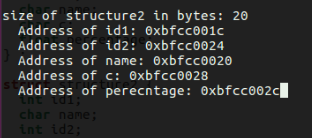 size of structure2 in bytes: 20
Address of id1: 0xbfcc001c
Address of id2: 0xbfcc0024
Address of name: 0xbfcc0020
Address of c: 0xbfcc0028
Address of perecntage: 0xbfcc002c
int id1;
char name;
int id2;